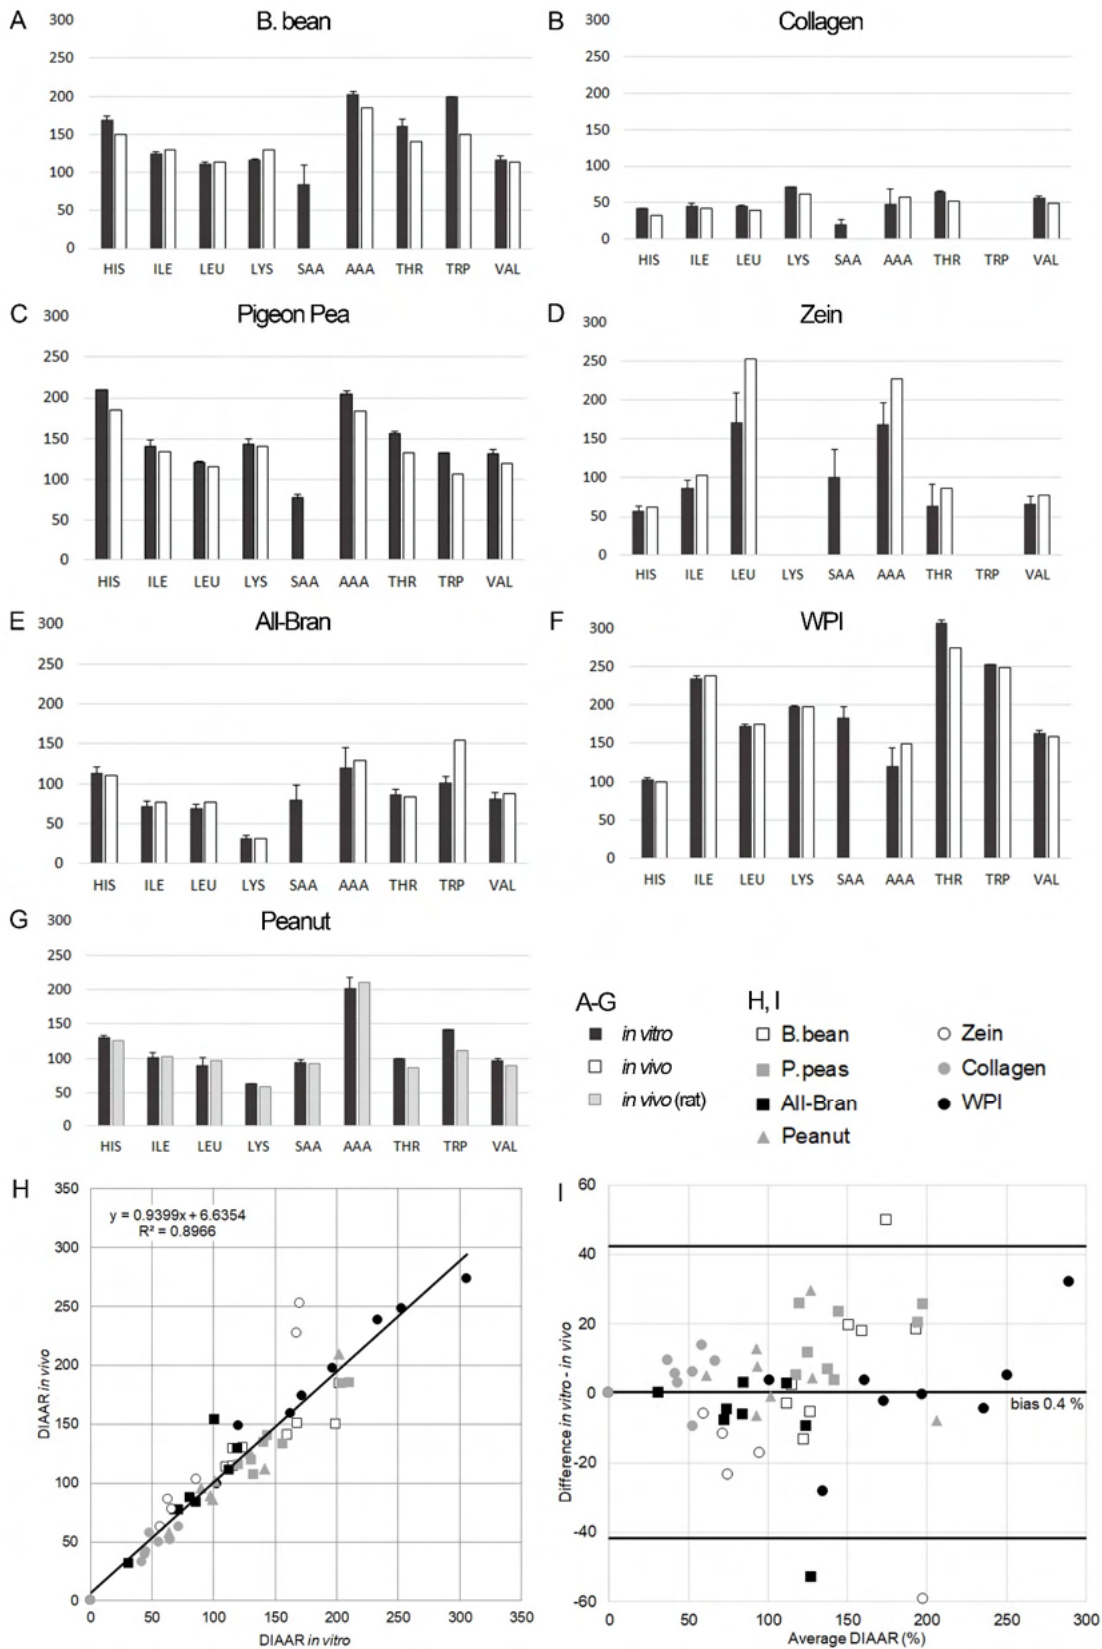 A
B. bean
300
250
200
150
100
50
0
HIS ILE LEU LYS SAA AAA THR TRP VAL
B
Collagen
300
250
200
150
100
50
0
HIS ILE LEU LYS SAA AAA THR TRP VAL
C
Pigeon Pea
300
250
200
150
100
50
0
HIS ILE LEU LYS SAA AAA THR TRP VAL
D
Zein
300
250
200
150
100
50
0
HIS ILE LEU LYS SAA AAA THR TRP VAL
E
All-Bran
300
250
200
150
100
50
0
HIS ILE LEU LYS SAA AAA THR TRP VAL
F
WPI
300
250
200
150
100
50
0
HIS ILE LEU LYS SAA AAA THR TRP VAL
G
Peanut
300
250
200
150
100
50
0
HIS ILE LEU LYS SAA AAA THR TRP VAL
A-G
in vitro
in vivo
in vivo (rat)
H, I
B.bean
P.peas
All-Bran
Peanut
Zein
Collagen
WPI
H
DIAAR in vivo
350
300
250
200
150
100
50
0
y = 0.9399x + 6.6354
R² = 0.8966
0 50 100 150 200 250 300 350
DIAAR in vitro
I
Difference in vitro - in vivo
60
40
20
0
-20
-40
-60
bias 0.4 %
0 50 100 150 200 250 300
Average DIAAR (%)